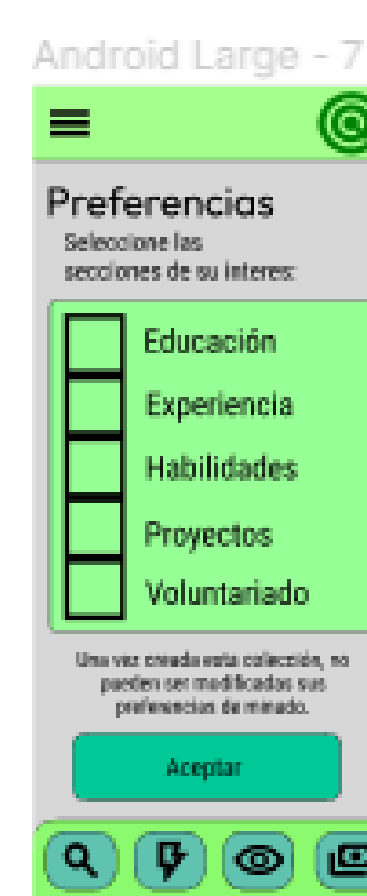 Android Large - 7
Preferencias
Seleccione las
secciones de su interes:
Educación
Experiencia
Habilidades
Proyectos
Voluntariado
Una vez creada esta colección, no
pueden ser modificadas sus
preferencias de minado.
Aceptar